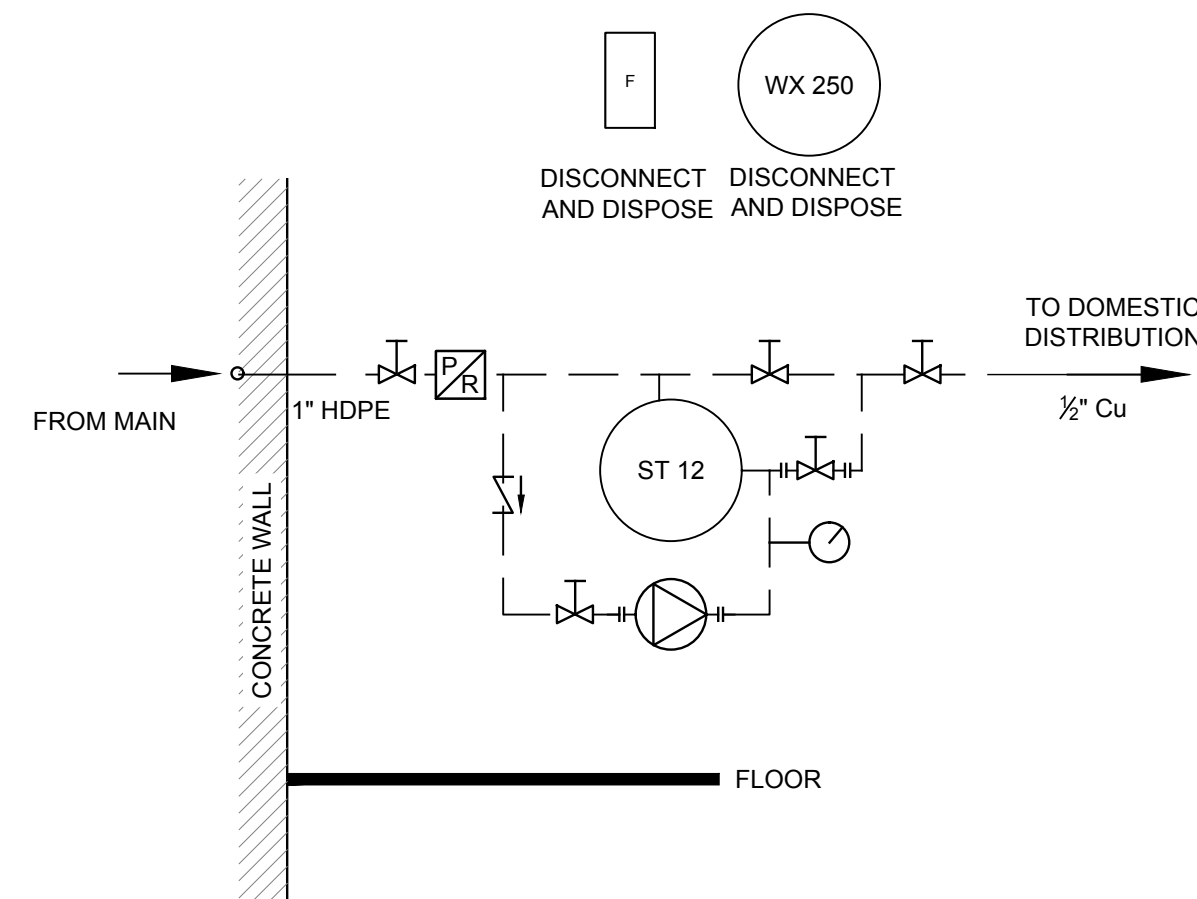 F
WX 250
DISCONNECT
AND DISPOSE
DISCONNECT
AND DISPOSE
TO DOMESTIC
DISTRIBUTION
FROM MAIN
1" HDPE
P
R
ST 12
½" Cu
CONCRETE WALL
FLOOR